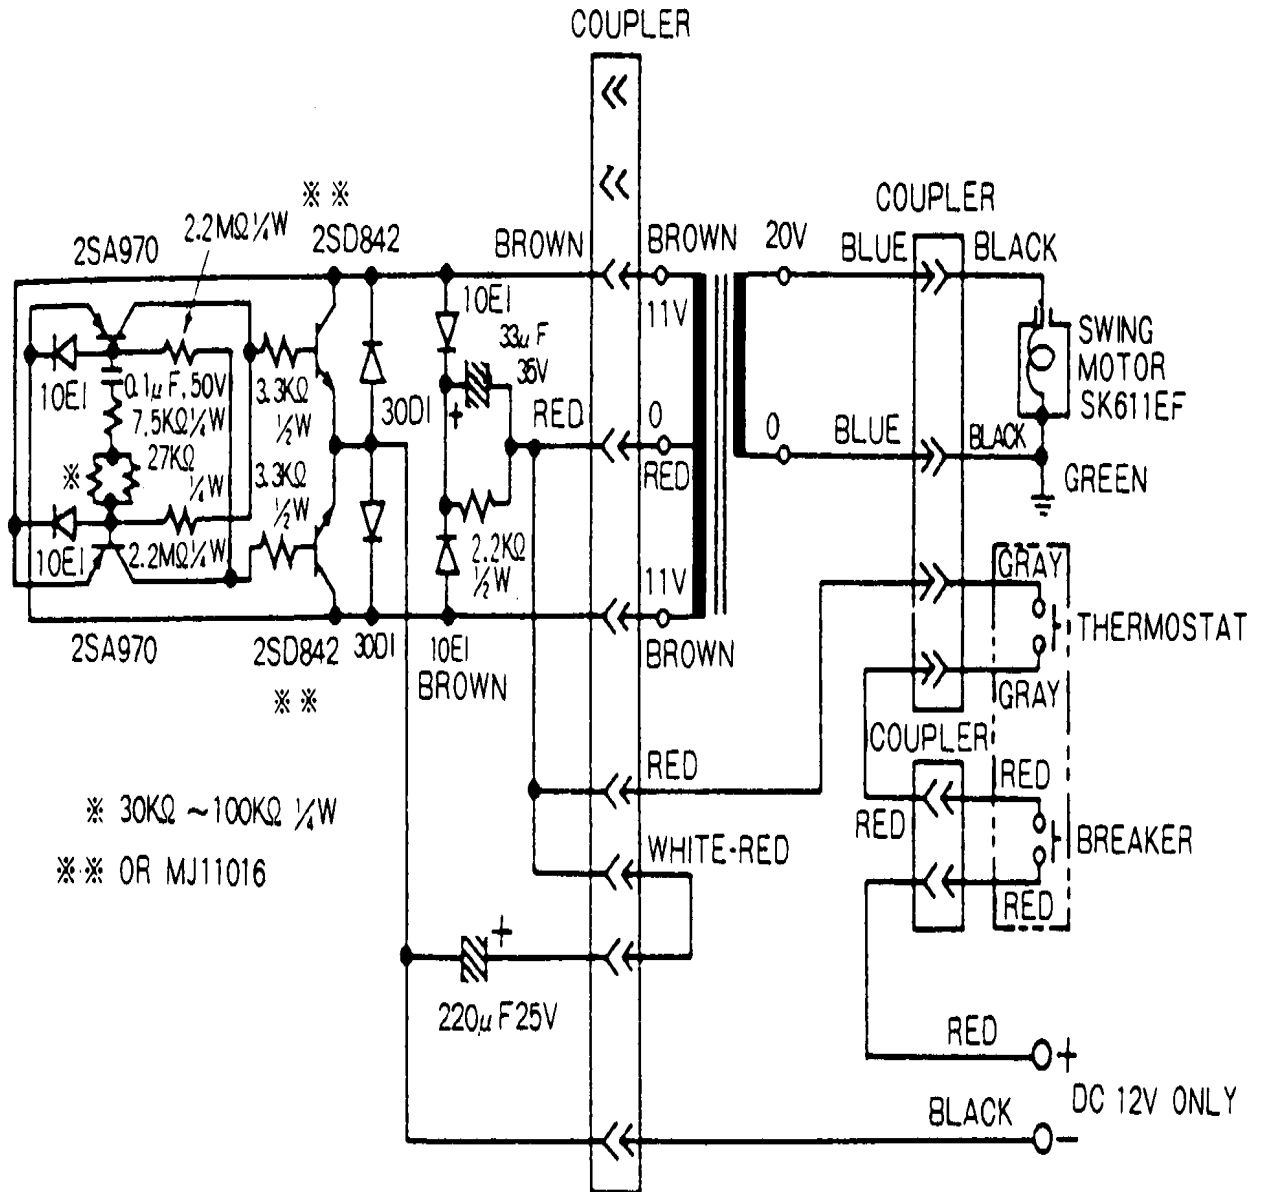 COUPLER
※ ※
2.2MΩ ¼W
2SA970
2SD842
BROWN
BROWN
20V
COUPLER
BLUE
BLACK
10E1
11V
33μF
35V
SWING
MOTOR
SK611EF
10E1
0.1μF,50V
7.5KΩ¼W
3.3KΩ
½W
30D1
RED
0
0
BLUE
BLACK
※
27KΩ
¼W
3.3KΩ
½W
RED
GREEN
10E1
2.2MΩ¼W
2.2KΩ
½W
11V
GRAY
THERMOSTAT
2SA970
2SD842
30D1
10E1
BROWN
BROWN
GRAY
※ ※
COUPLER
RED
RED
※ 30KΩ ~100KΩ ¼W
RED
BREAKER
WHITE-RED
※※ OR MJ11016
RED
+
+
220μF25V
RED
+
DC 12V ONLY
BLACK
−